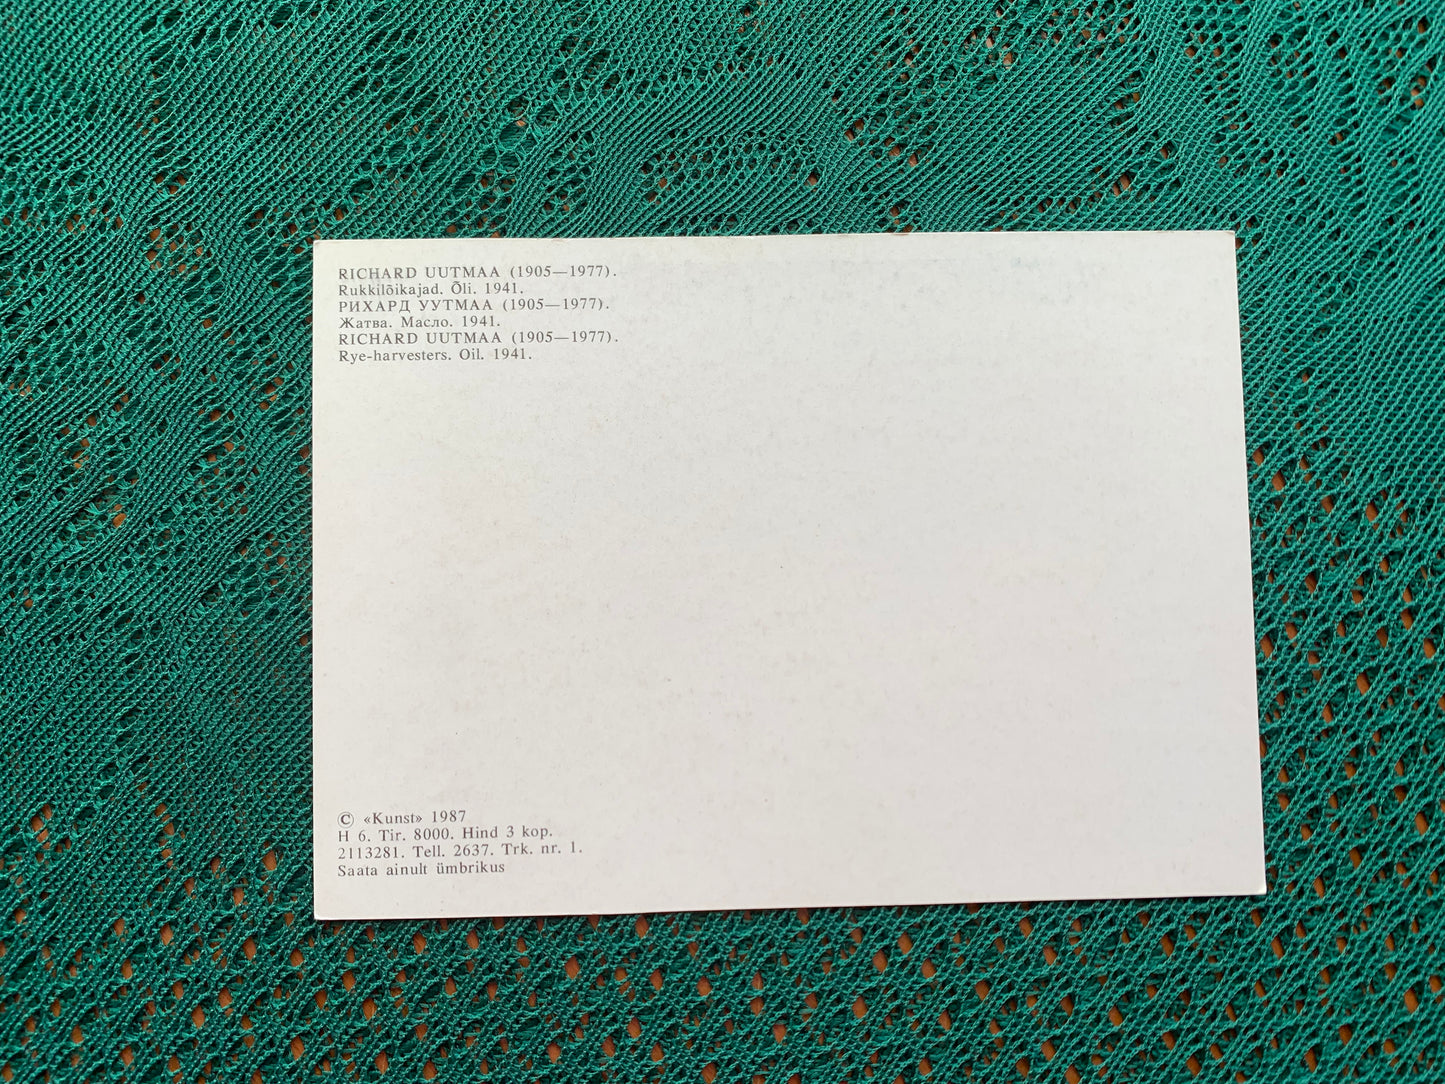 RICHARD UUTMAA (1905—1977).
Rukkilõikajad. Õli. 1941.
РИХАРД УУТМАА (1905—1977).
Жатва. Масло. 1941.
RICHARD UUTMAA (1905—1977).
Rye-harvesters. Oil. 1941.
© «Kunst» 1987
H 6. Tir. 8000. Hind 3 kop.
2113281. Tell. 2637. Trk. nr. 1.
Saata ainult ümbrikus